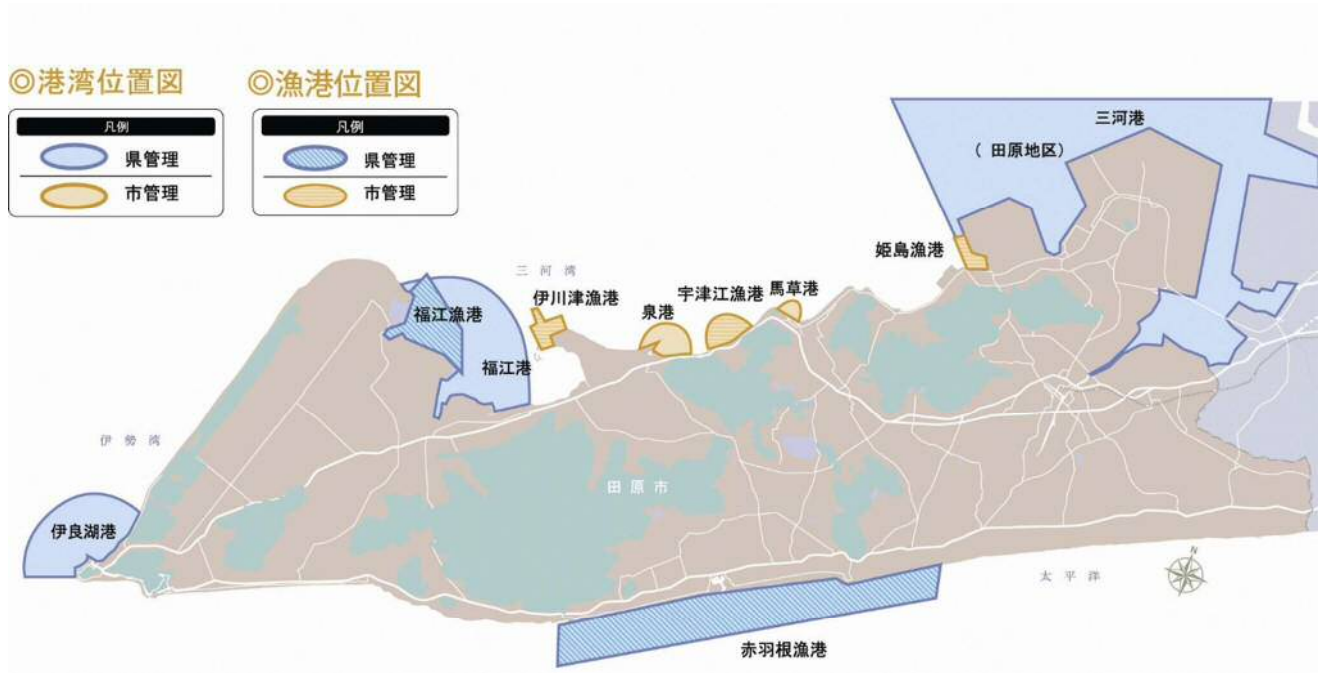 ◎港湾位置図
凡例
県管理
市管理
◎漁港位置図
凡例
県管理
市管理
三河港
（田原地区）
姫島漁港
三河湾
伊川津漁港
宇津江漁港
馬草港
泉港
福江漁港
福江港
伊勢湾
田原市
伊良湖港
太平洋
N
赤羽根漁港